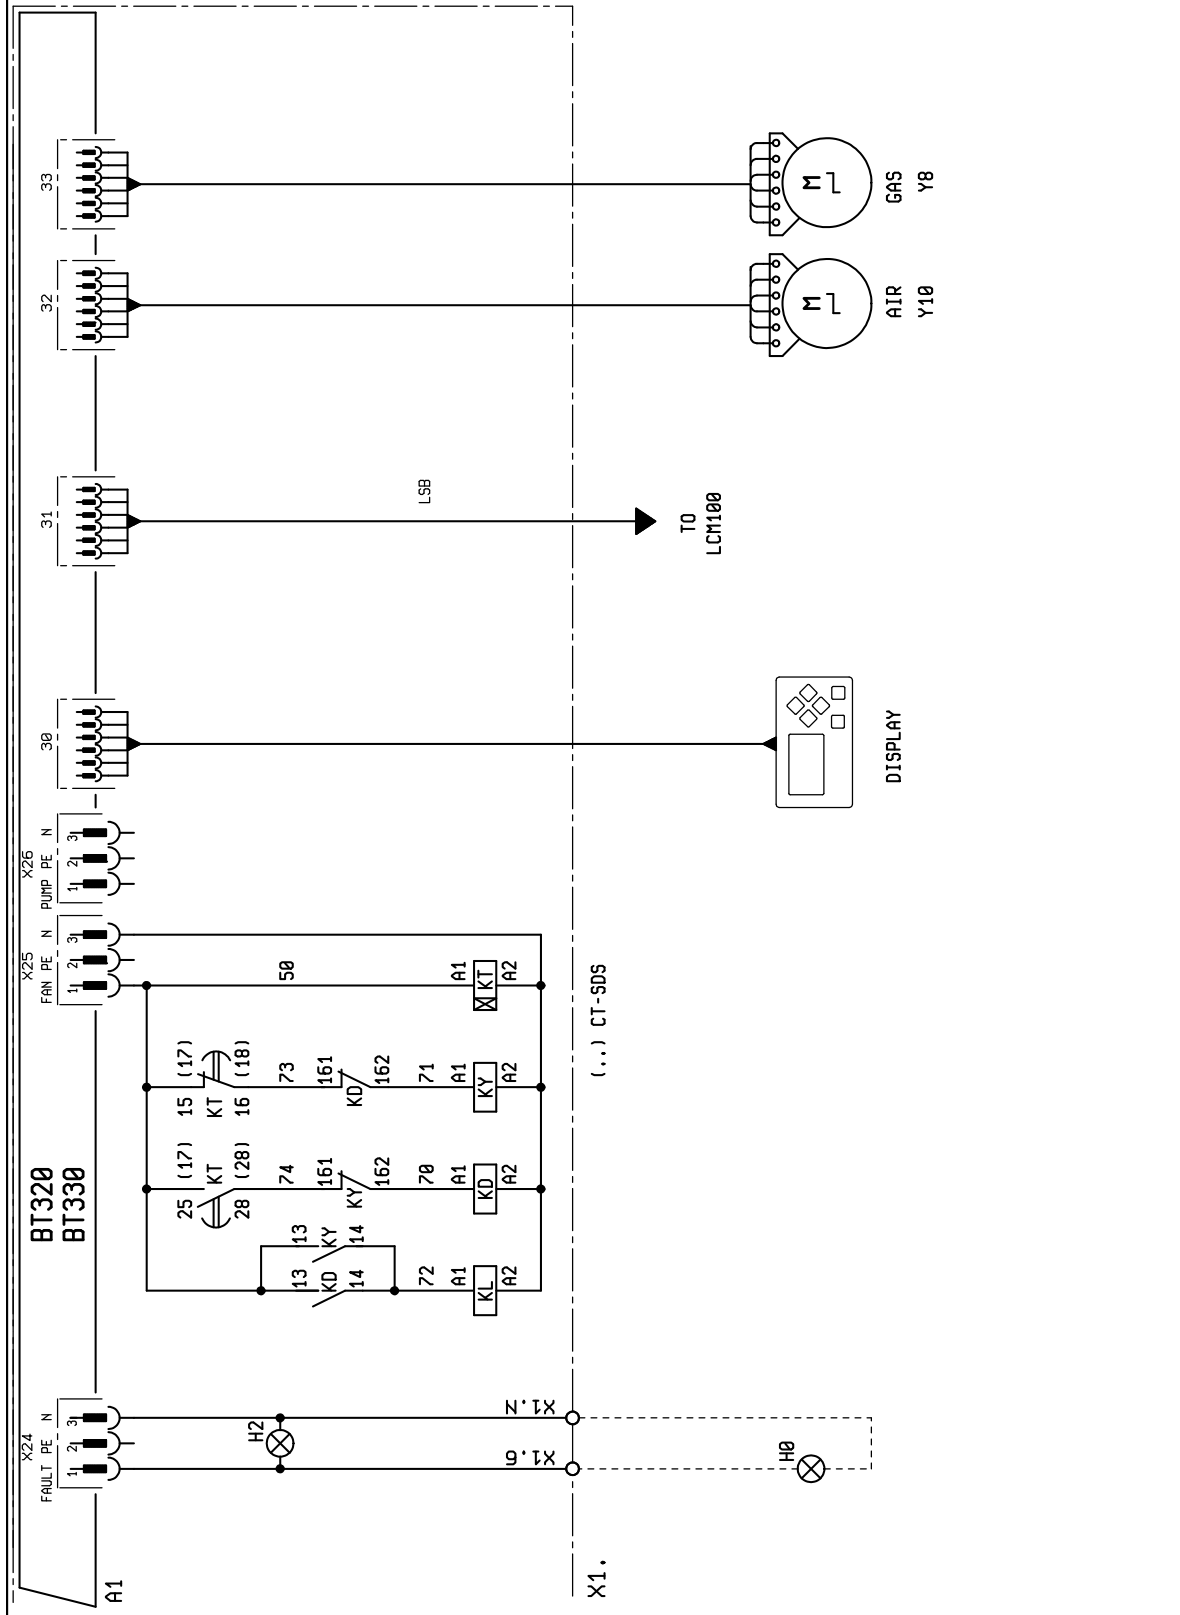 BT320
BT330
A1
X24
FAULT PE N
1 2 3
H2
X1.6
X1.N
H0
X1.
X25
FAN PE N
1 2 3
X26
PUMP PE N
1 2 3
13
KD
14
13
KY
14
72
A1
KL
A2
25
(17)
KT
28
(28)
74
161
KY
162
70
A1
KD
A2
15
(17)
KT
16
(18)
73
161
KD
162
71
A1
KY
A2
50
A1
KT
A2
(..) CT-SDS
30
DISPLAY
31
LSB
TO
LCM100
32
M
AIR
Y10
33
M
GAS
Y8